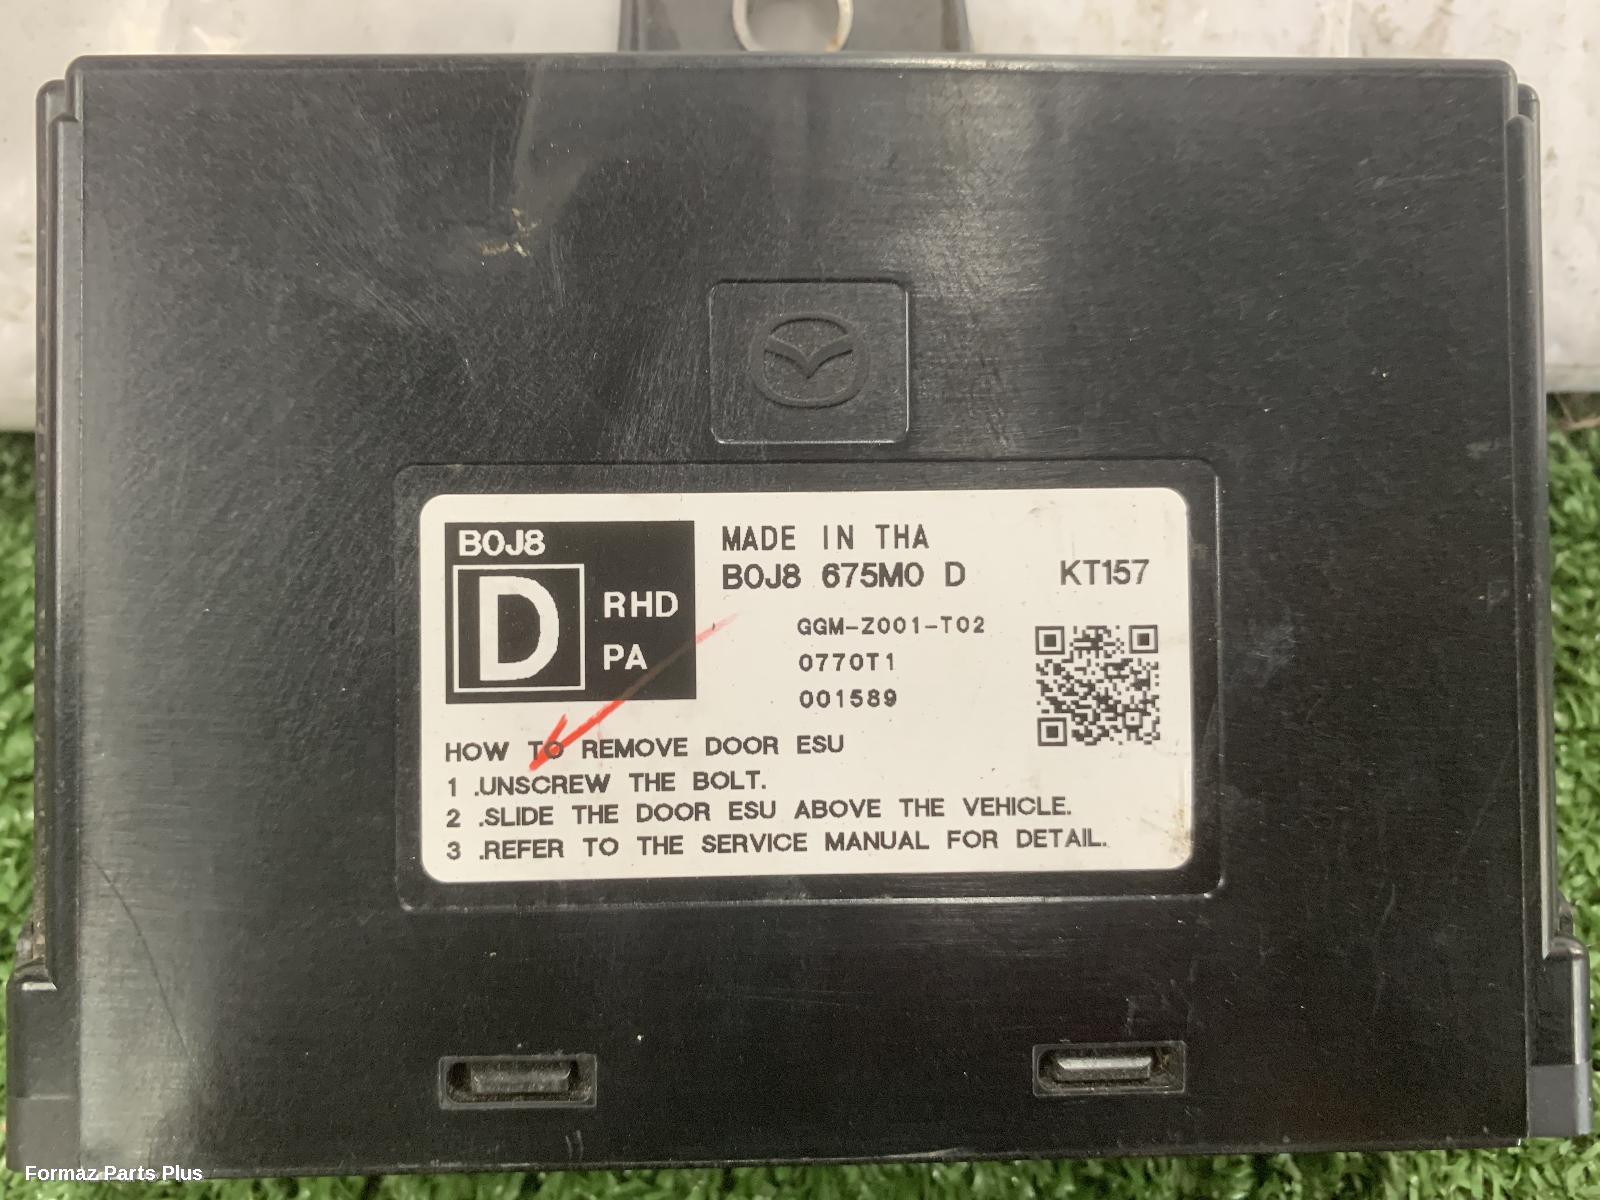 B0J8
D
RHD
PA
MADE IN THA
B0J8 675M0 D
KT157
GGM-Z001-T02
0770T1
001589
HOW TO REMOVE DOOR ESU
1 .UNSCREW THE BOLT.
2 .SLIDE THE DOOR ESU ABOVE THE VEHICLE.
3 .REFER TO THE SERVICE MANUAL FOR DETAIL.
Formaz Parts Plus